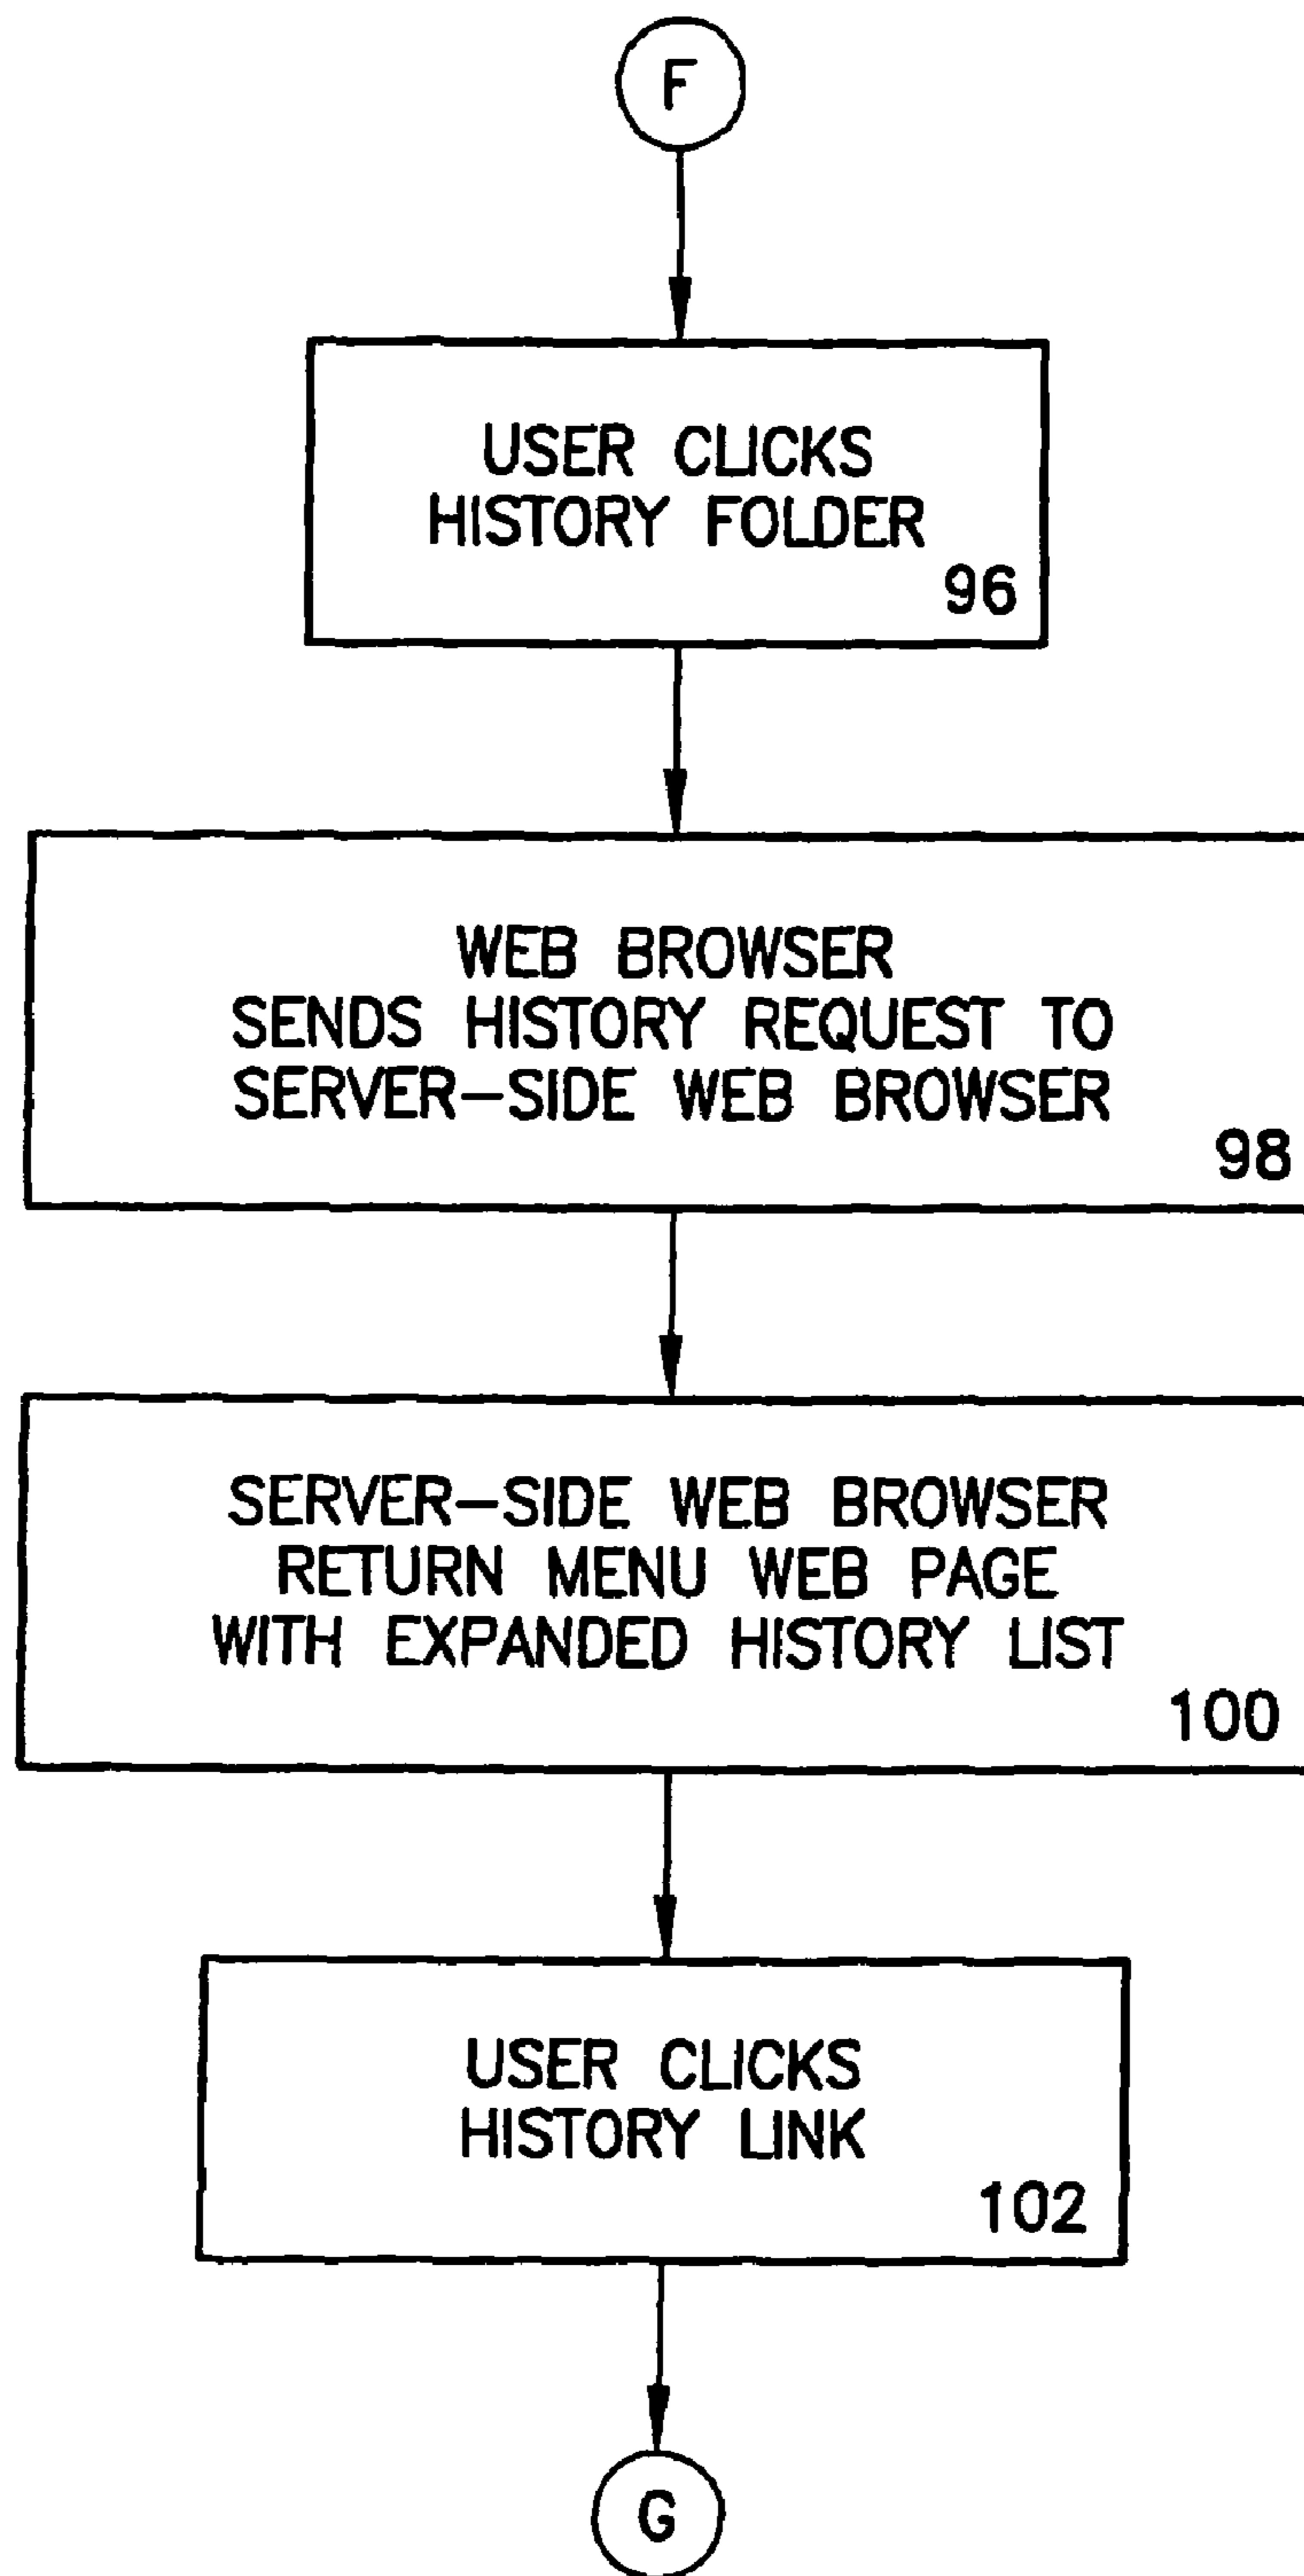 F
USER CLICKS
HISTORY FOLDER
96
WEB BROWSER
SENDS HISTORY REQUEST TO
SERVER-SIDE WEB BROWSER
98
SERVER-SIDE WEB BROWSER
RETURN MENU WEB PAGE
WITH EXPANDED HISTORY LIST
100
USER CLICKS
HISTORY LINK
102
G